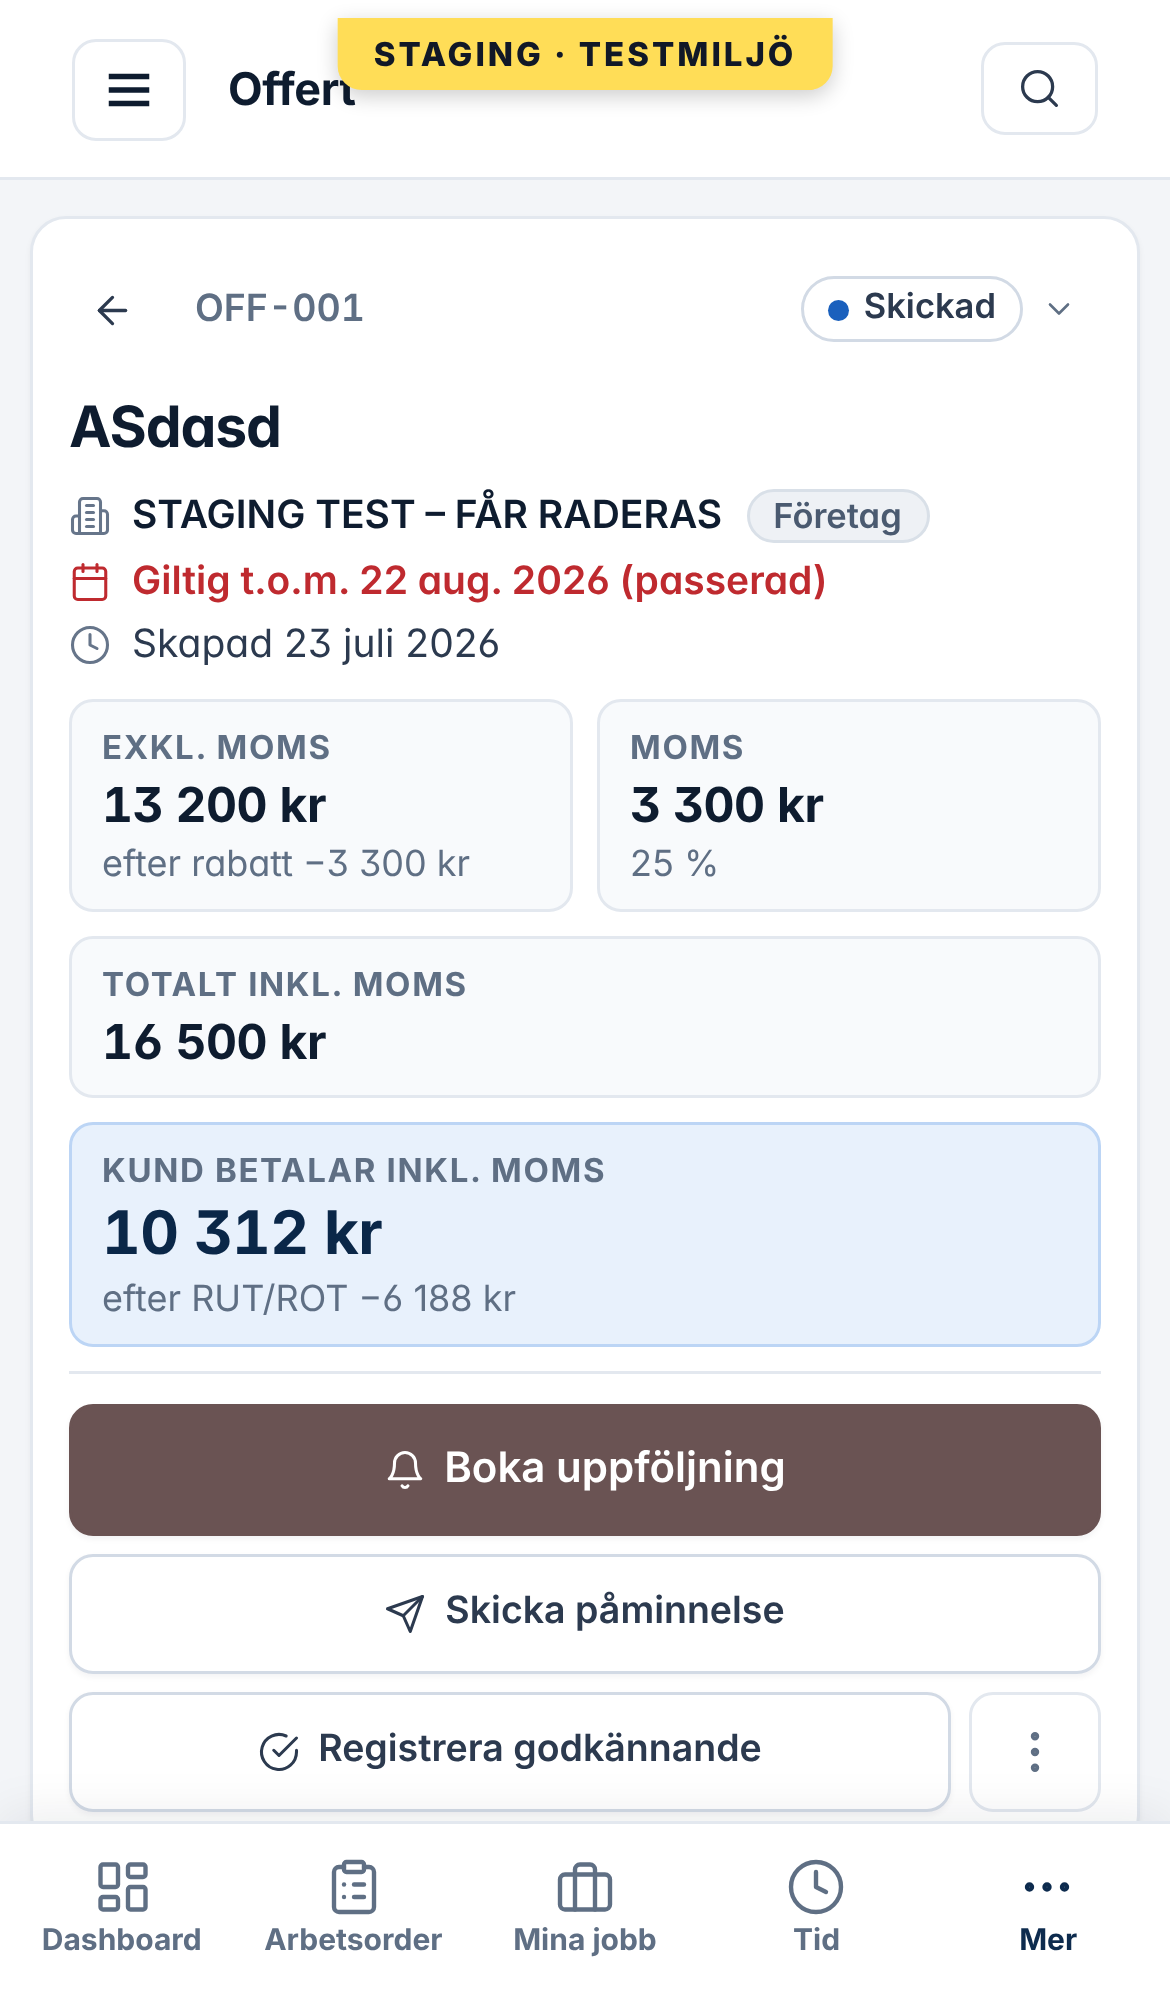 STAGING · TESTMILJÖ
Offert
OFF-001
Skickad
ASdasd
STAGING TEST – FÅR RADERAS
Företag
Giltig t.o.m. 22 aug. 2026 (passerad)
Skapad 23 juli 2026
EXKL. MOMS
13 200 kr
efter rabatt −3 300 kr
MOMS
3 300 kr
25 %
TOTALT INKL. MOMS
16 500 kr
KUND BETALAR INKL. MOMS
10 312 kr
efter RUT/ROT −6 188 kr
Boka uppföljning
Skicka påminnelse
Registrera godkännande
Dashboard
Arbetsorder
Mina jobb
Tid
Mer